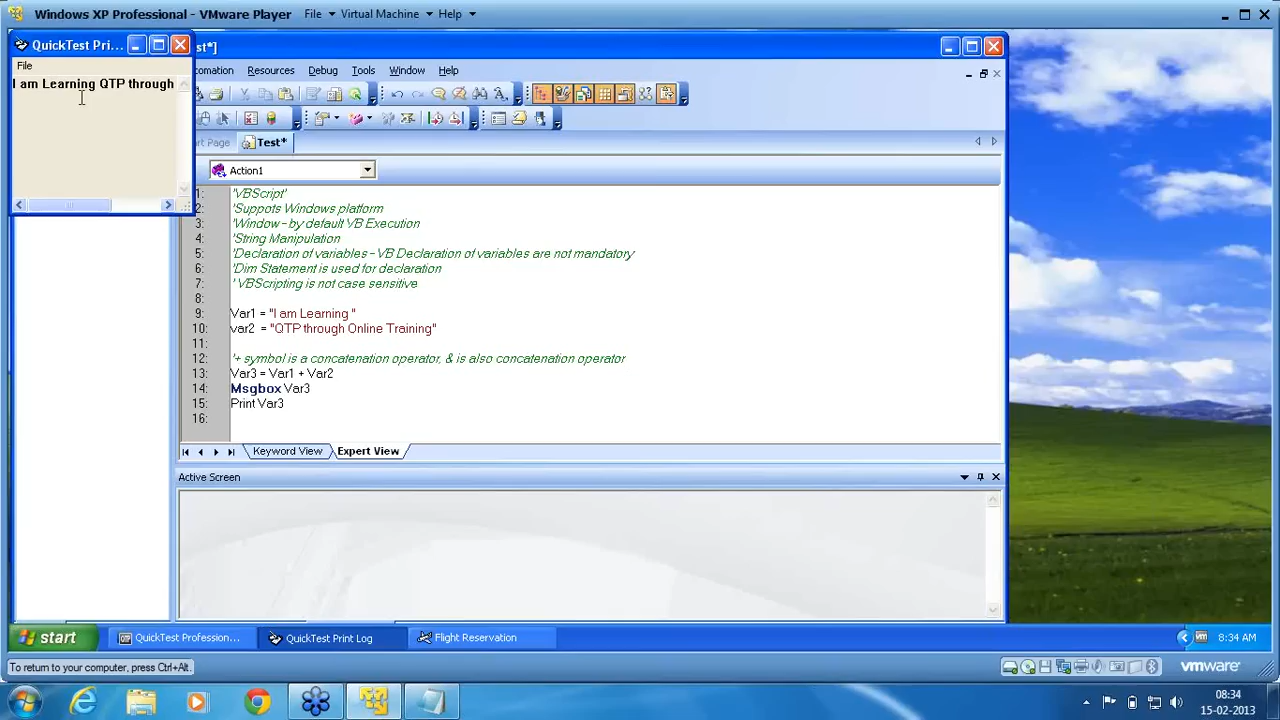 Windows XP Professional - VMware Player File Virtual Machine Help
QuickTest Pri...
File
I am Learning QTP through
st*]
omation Resources Debug Tools Window Help
rt Page Test*
Action1
1: 'VBScript'
2: 'Suppots Windows platform
3: 'Window - by default VB Execution
4: 'String Manipulation
5: 'Declaration of variables - VB Declaration of variables are not mandatory
6: 'Dim Statement is used for declaration
7: ' VBScripting is not case sensitive
8:
9: Var1 = "I am Learning "
10: var2 = "QTP through Online Training"
11:
12: '+ symbol is a concatenation operator, & is also concatenation operator
13: Var3 = Var1 + Var2
14: Msgbox Var3
15: Print Var3
16:
Keyword View Expert View
Active Screen
start QuickTest Profession... QuickTest Print Log Flight Reservation 8:34 AM
To return to your computer, press Ctrl+Alt. vmware
08:34
15-02-2013